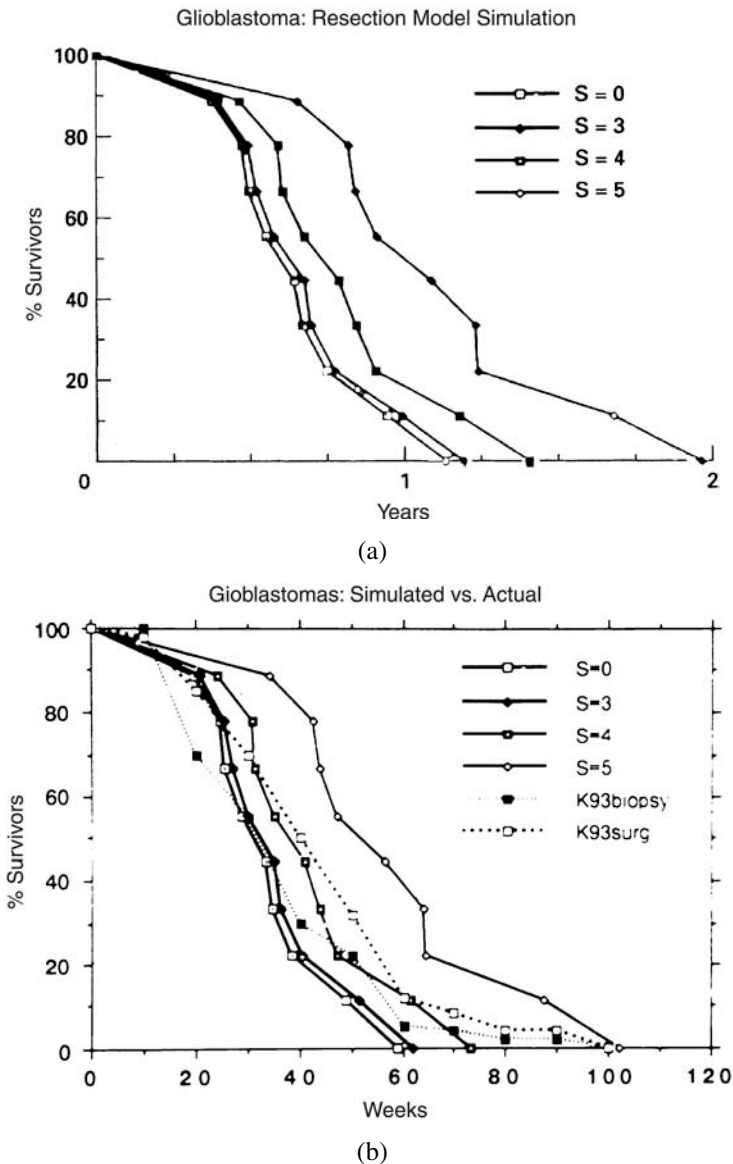 Glioblastoma: Resection Model Simulation
100
80
60
40
20
% Survivors
S = 0
S = 3
S = 4
S = 5
0
1
2
Years
(a)
Gioblastomas: Simulated vs. Actual
100
80
60
40
20
0
% Survivors
S=0
S=3
S=4
S=5
K93biopsy
K93surg
0 20 40 60 80 100 120
Weeks
(b)